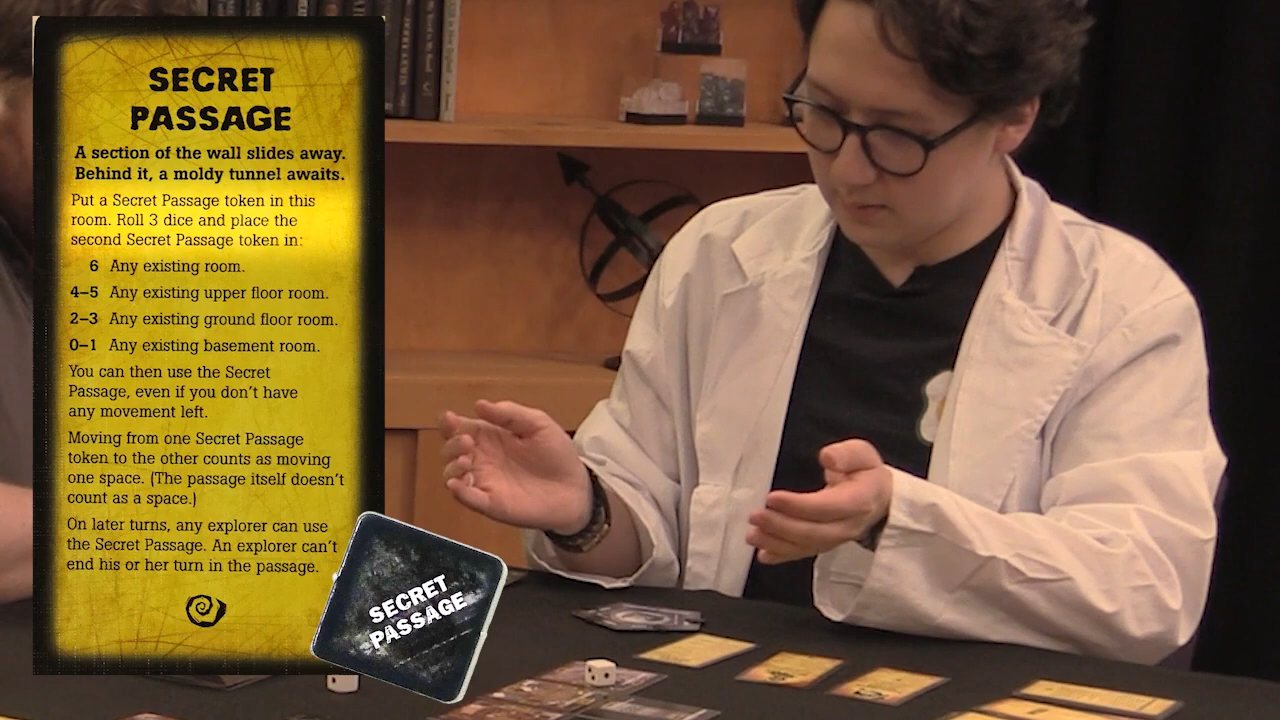 SECRET
PASSAGE
A section of the wall slides away.
Behind it, a moldy tunnel awaits.
Put a Secret Passage token in this
room. Roll 3 dice and place the
second Secret Passage token in:
6 Any existing room.
4–5 Any existing upper floor room.
2–3 Any existing ground floor room.
0–1 Any existing basement room.
You can then use the Secret
Passage, even if you don't have
any movement left.
Moving from one Secret Passage
token to the other counts as moving
one space. (The passage itself doesn't
count as a space.)
On later turns, any explorer can use
the Secret Passage. An explorer can't
end his or her turn in the passage.
SECRET
PASSAGE